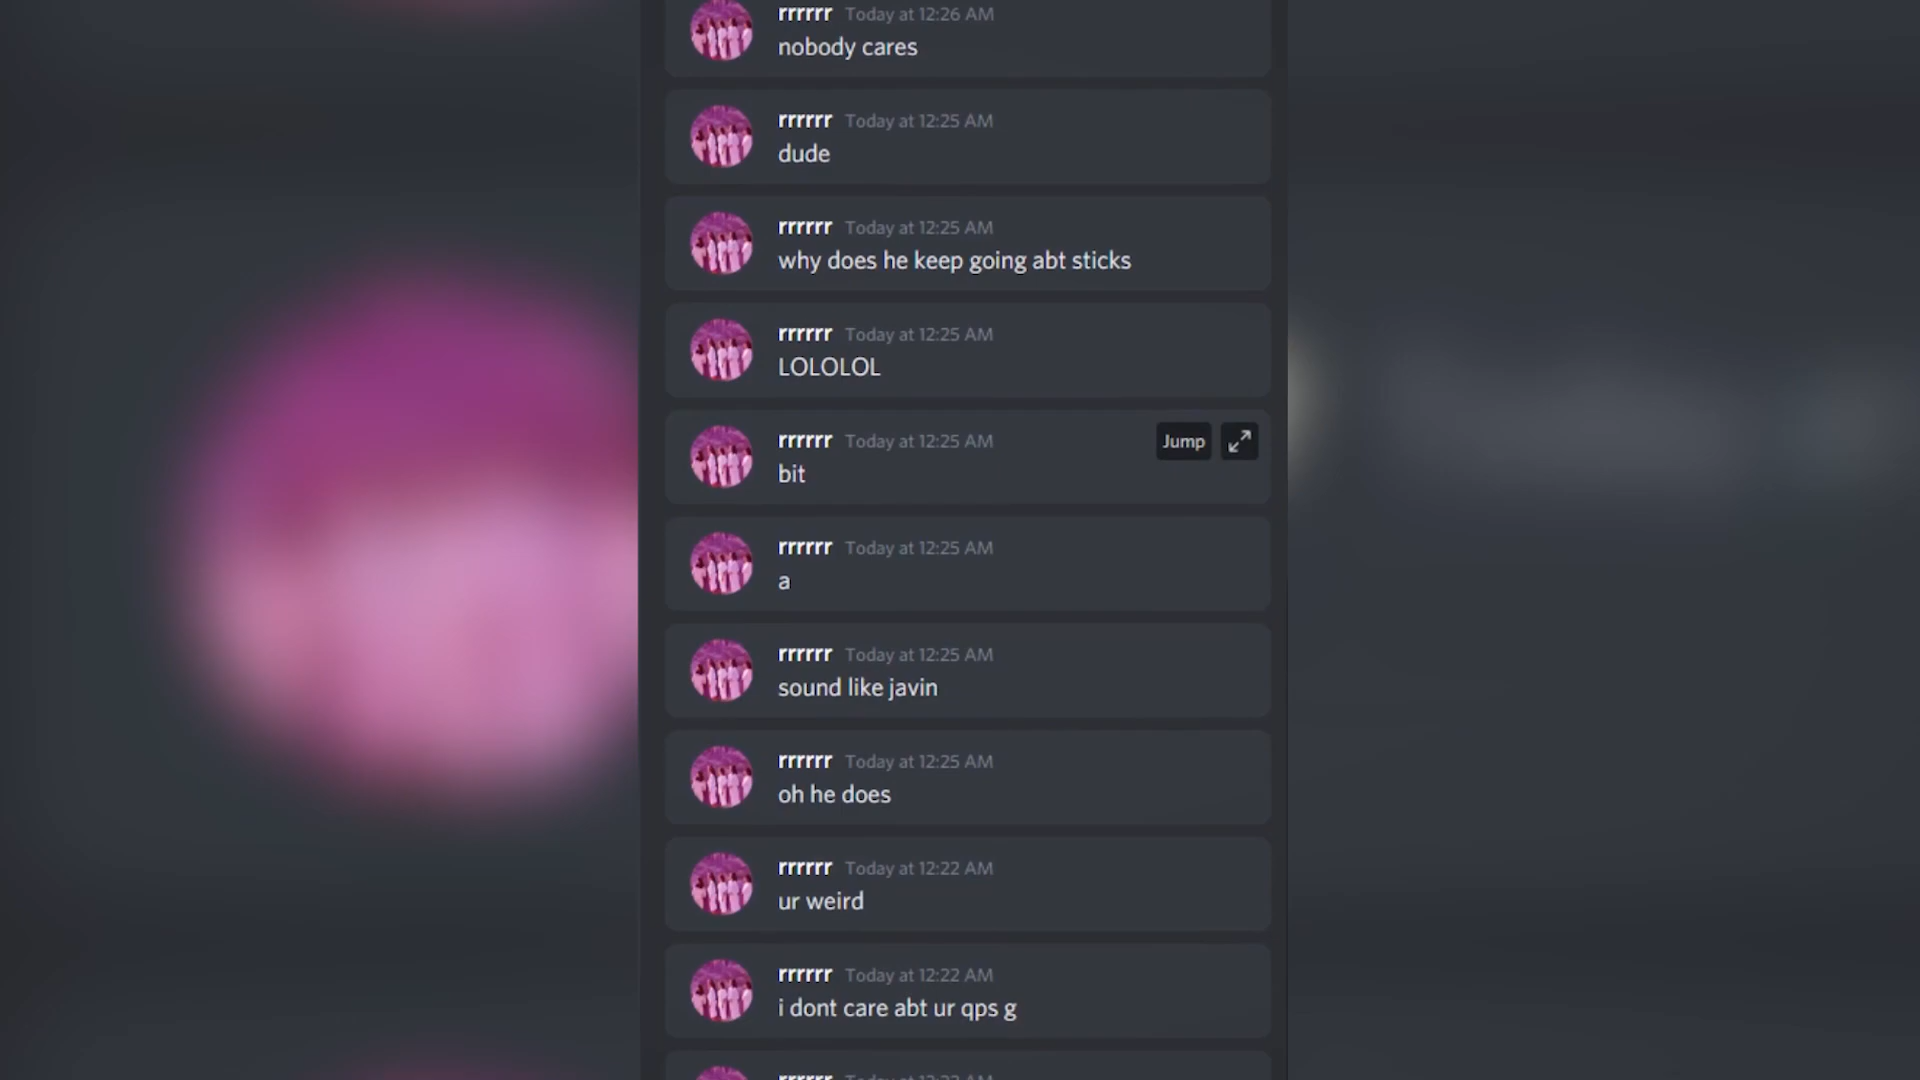 rrrrrr Today at 12:26 AM
nobody cares
rrrrrr Today at 12:25 AM
dude
rrrrrr Today at 12:25 AM
why does he keep going abt sticks
rrrrrr Today at 12:25 AM
LOLOLOL
rrrrrr Today at 12:25 AM Jump
bit
rrrrrr Today at 12:25 AM
a
rrrrrr Today at 12:25 AM
sound like javin
rrrrrr Today at 12:25 AM
oh he does
rrrrrr Today at 12:22 AM
ur weird
rrrrrr Today at 12:22 AM
i dont care abt ur qps g